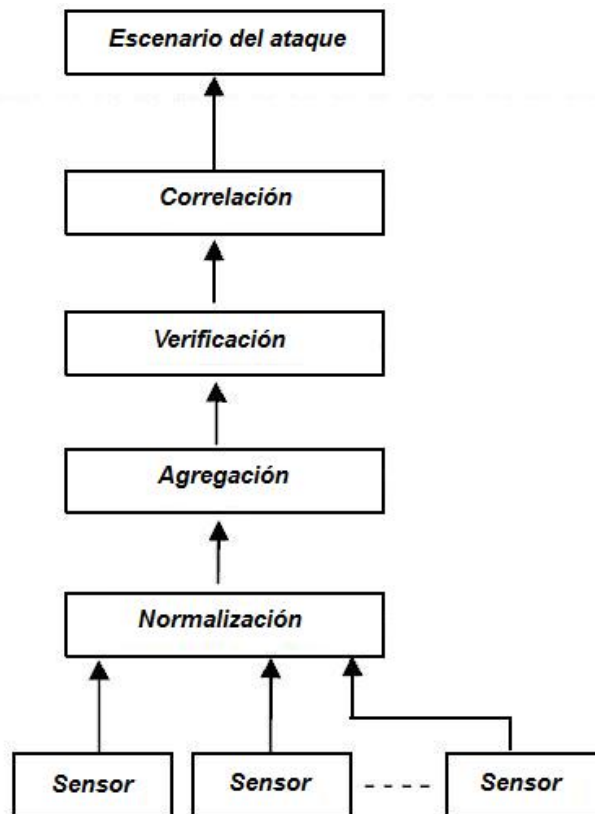 Escenario del ataque
Correlación
Verificación
Agregación
Normalización
Sensor
Sensor
Sensor